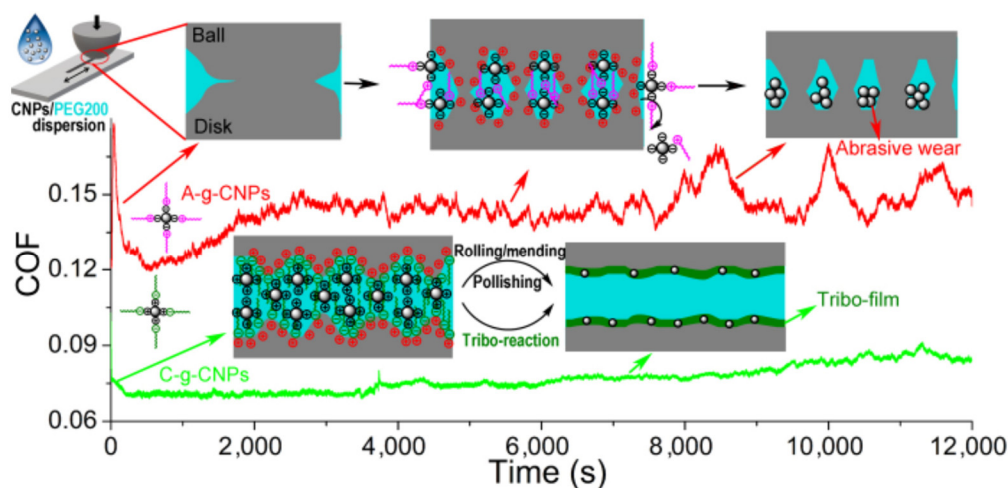 Ball
Disk
CNPs/PEG200
dispersion
Abrasive wear
A-g-CNPs
Rolling/mending
Pollishing
Tribo-reaction
Tribo-film
C-g-CNPs
COF
0.15
0.12
0.09
0.06
0
2,000
4,000
6,000
8,000
10,000
12,000
Time (s)